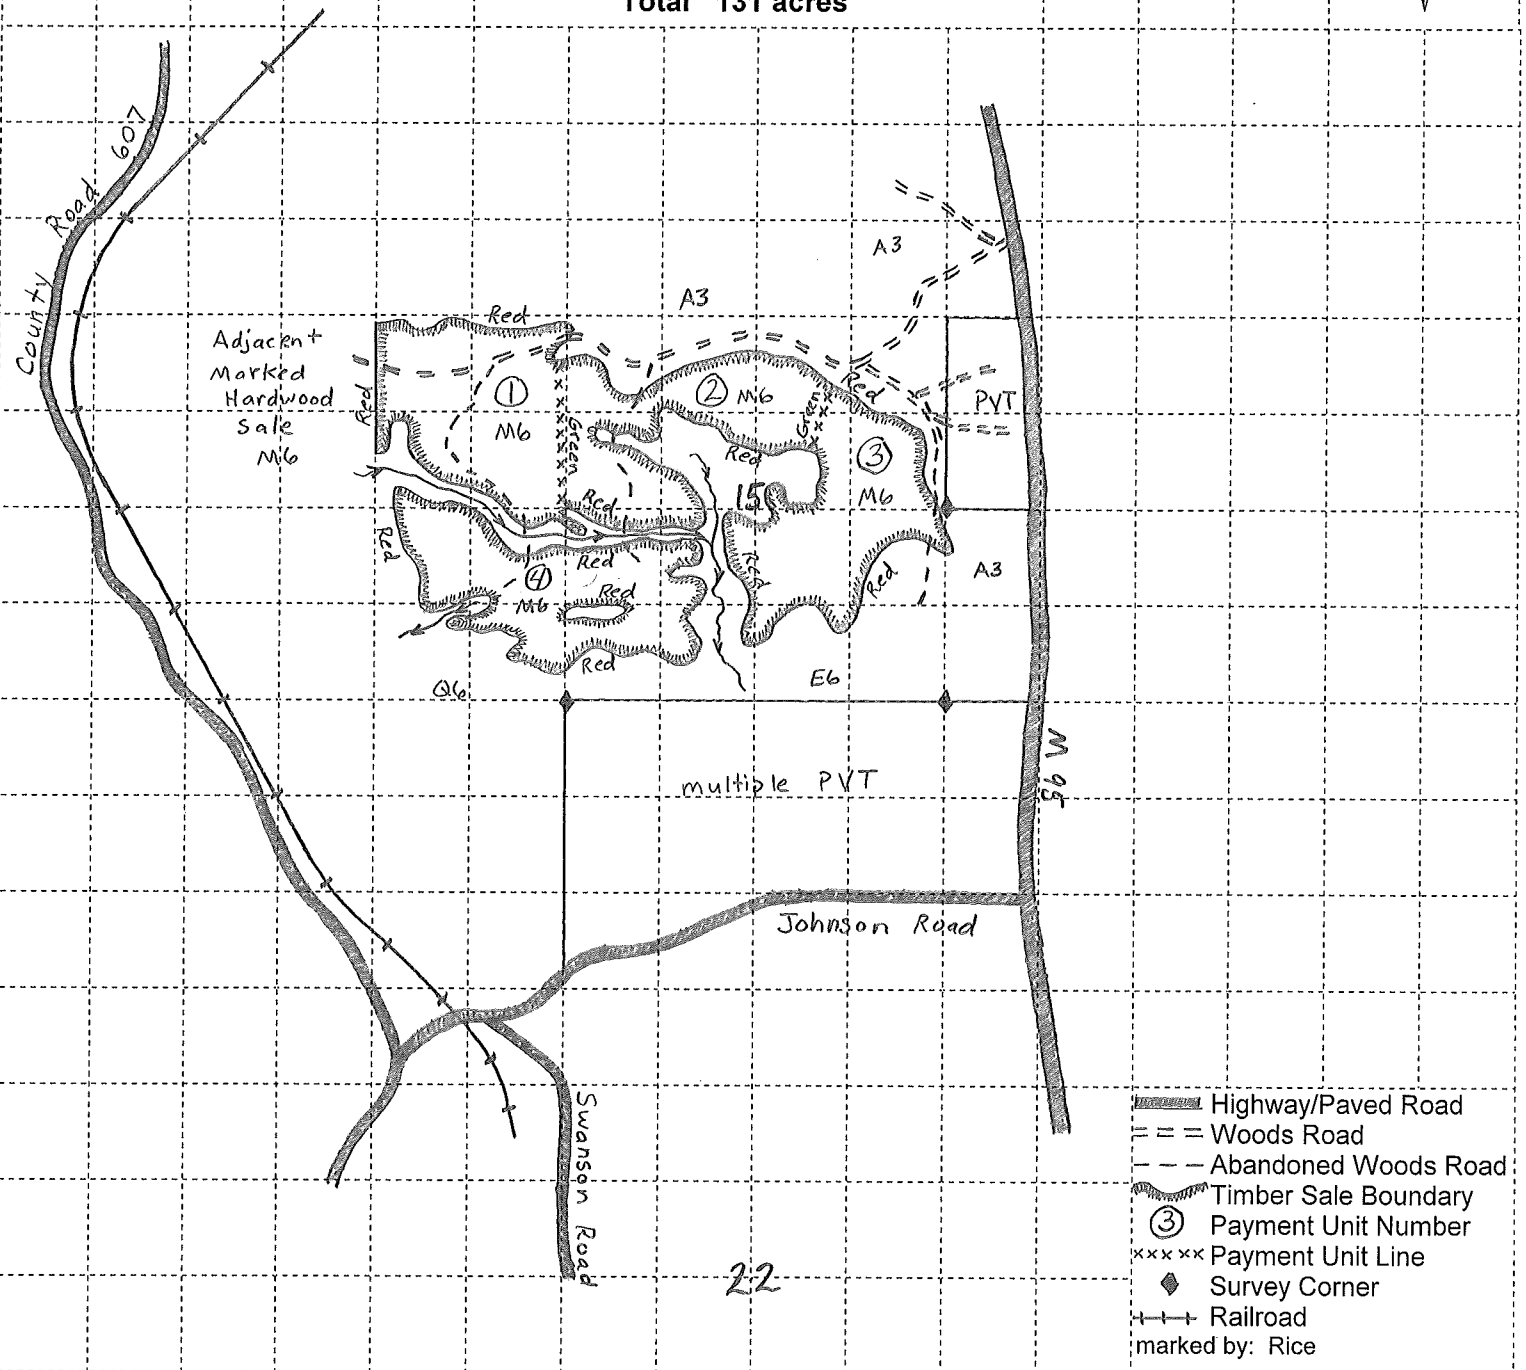 Total 131 acres
County Road 607
A3
A3
Red
Adjacent
Marked
Hardwood
Sale
M6
Red
1
M6
Green
2 M6
Green
Red
PVT
Red
3
M6
15
Red
Red
Red
4
M6
Red
Red
Red
Red
A3
Red
Q6
E6
multiple PVT
M 95
Johnson Road
Swanson Road
22
Highway/Paved Road
Woods Road
Abandoned Woods Road
Timber Sale Boundary
3 Payment Unit Number
xxx xx Payment Unit Line
Survey Corner
Railroad
marked by: Rice